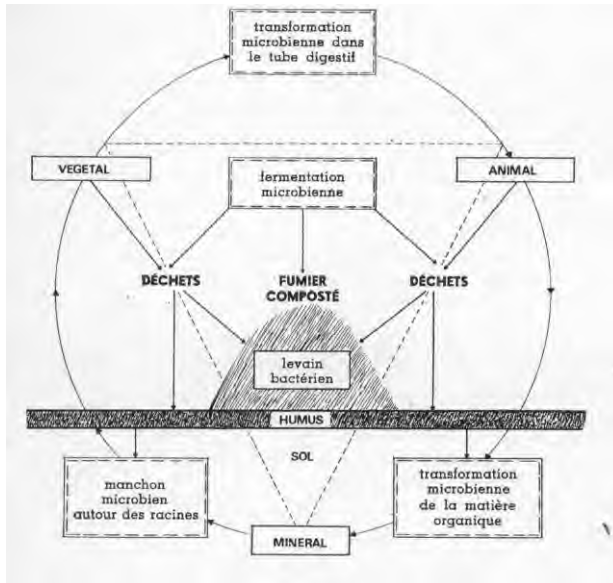 transformation
microbienne dans
le tube digestif
VEGETAL
fermentation
microbienne
ANIMAL
DÉCHETS
FUMIER
COMPOSTÉ
DÉCHETS
levain
bactérien
HUMUS
SOL
manchon
microbien
autour des racines
transformation
microbienne
de la matière
organique
MINERAL